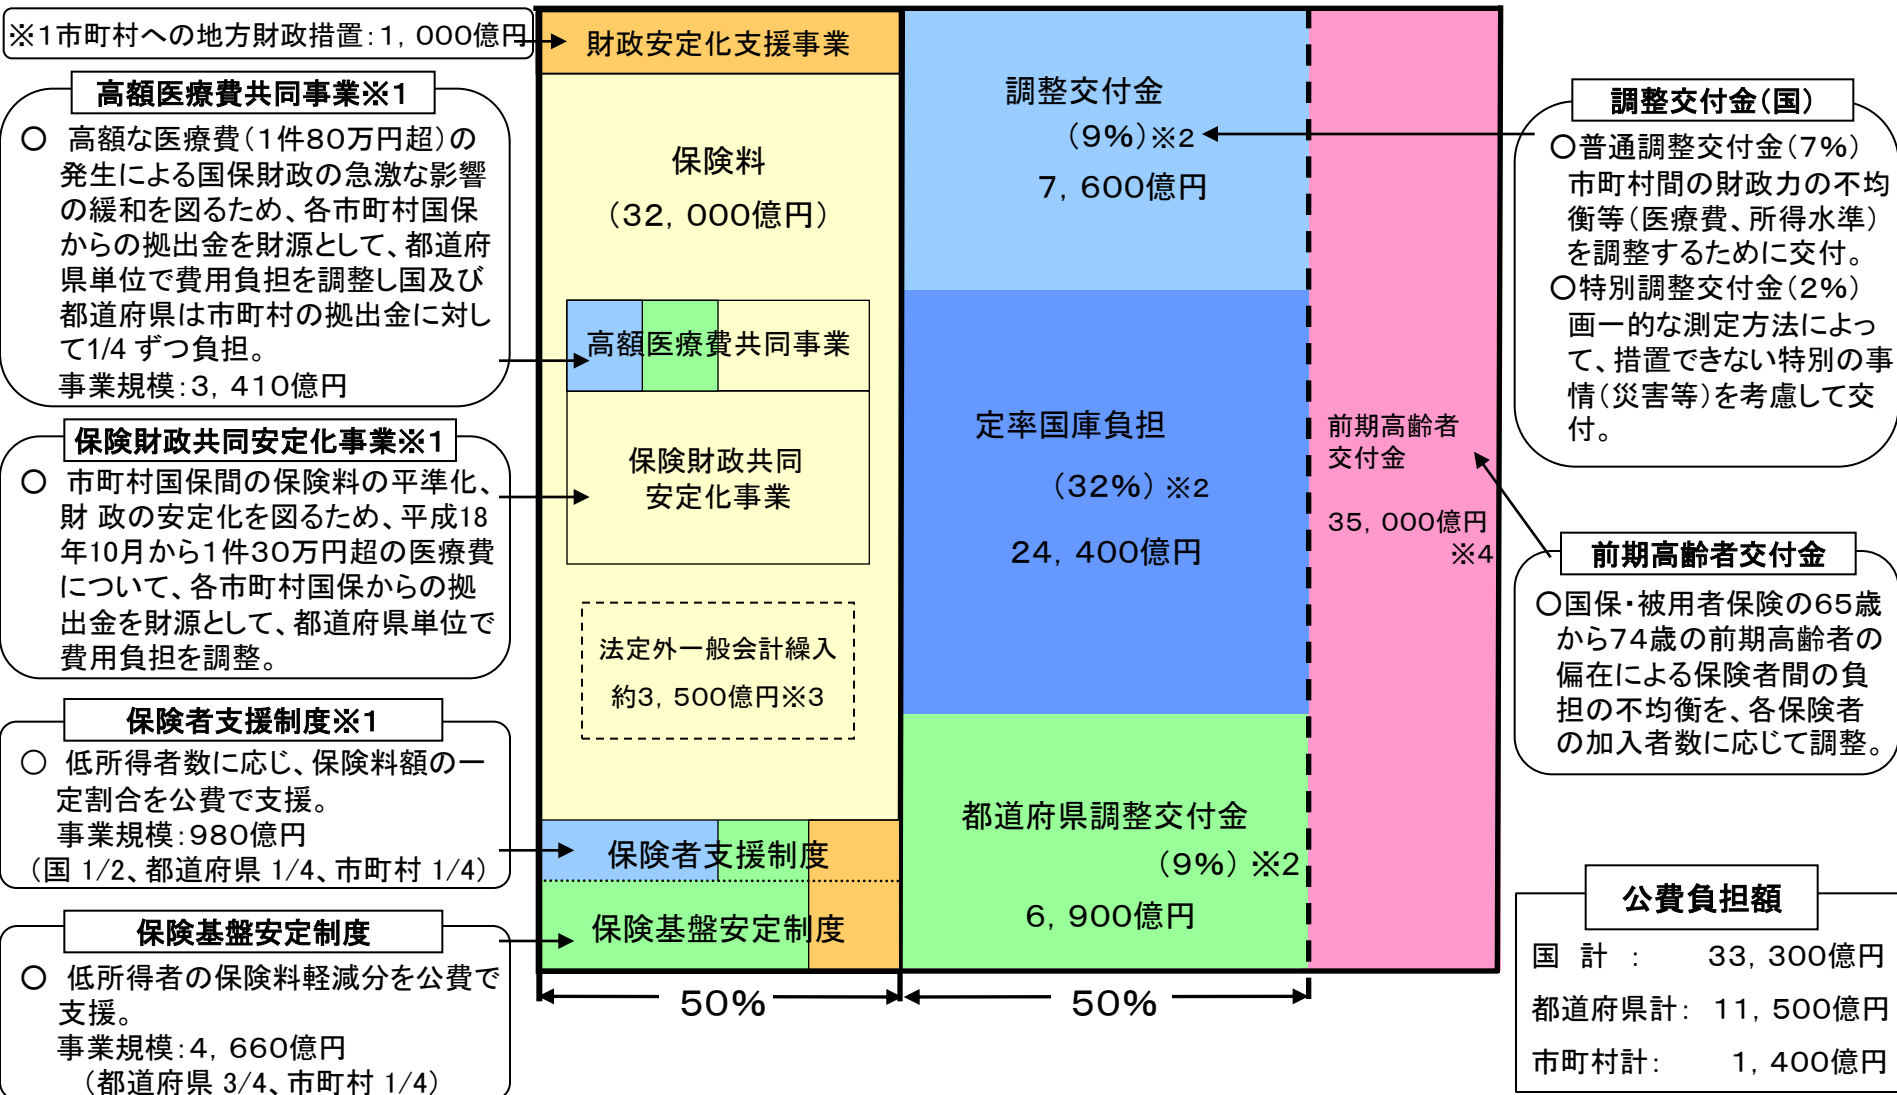 ※1市町村への地方財政措置：1，000億円
高額医療費共同事業※1
○ 高額な医療費（1件80万円超）の
発生による国保財政の急激な影響
の緩和を図るため、各市町村国保
からの拠出金を財源として、都道府
県単位で費用負担を調整し国及び
都道府県は市町村の拠出金に対し
て1/4 ずつ負担。
事業規模：3，410億円
保険財政共同安定化事業※1
○ 市町村国保間の保険料の平準化、
財 政の安定化を図るため、平成18
年10月から1件30万円超の医療費
について、各市町村国保からの拠
出金を財源として、都道府県単位で
費用負担を調整。
保険者支援制度※1
○ 低所得者数に応じ、保険料額の一
定割合を公費で支援。
事業規模：980億円
（国 1/2、都道府県 1/4、市町村 1/4）
保険基盤安定制度
○ 低所得者の保険料軽減分を公費で
支援。
事業規模：4，660億円
（都道府県 3/4、市町村 1/4）
財政安定化支援事業
保険料
（32，000億円）
高額医療費共同事業
保険財政共同
安定化事業
法定外一般会計繰入
約3，500億円※3
保険者支援制度
保険基盤安定制度
50％
調整交付金
（9％）※2
7，600億円
定率国庫負担
（32％）※2
24，400億円
都道府県調整交付金
（9％）※2
6，900億円
50％
前期高齢者
交付金
35，000億円
※4
調整交付金（国）
○普通調整交付金（7％）
市町村間の財政力の不均
衡等（医療費、所得水準）
を調整するために交付。
○特別調整交付金（2％）
画一的な測定方法によっ
て、措置できない特別の事
情（災害等）を考慮して交
付。
前期高齢者交付金
○国保・被用者保険の65歳
から74歳の前期高齢者の
偏在による保険者間の負
担の不均衡を、各保険者
の加入者数に応じて調整。
公費負担額
国 計 ： 33，300億円
都道府県計： 11，500億円
市町村計： 1，400億円